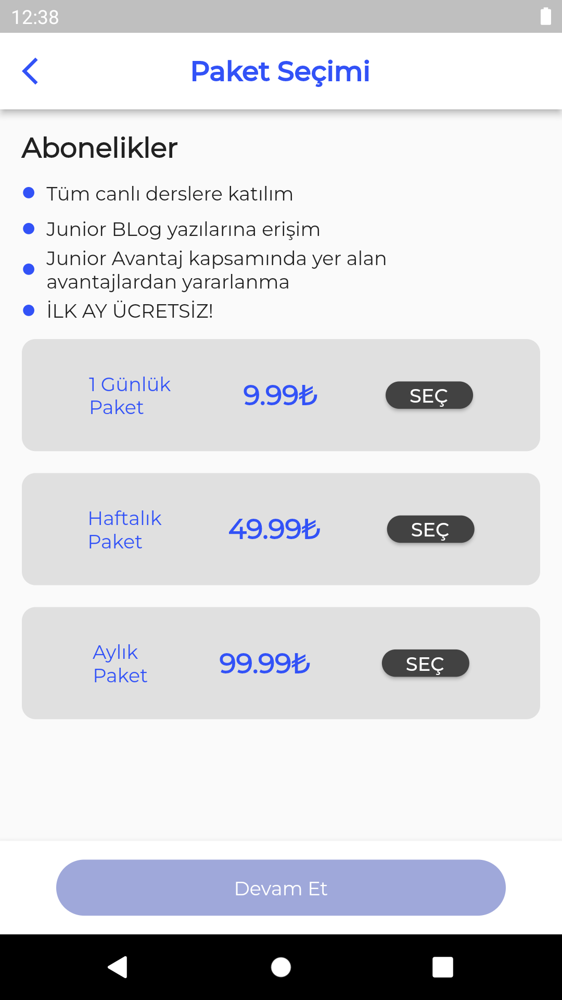 12:38
Paket Seçimi
Abonelikler
Tüm canlı derslere katılım
Junior BLog yazılarına erişim
Junior Avantaj kapsamında yer alan
avantajlardan yararlanma
İLK AY ÜCRETSİZ!
1 Günlük
Paket
9.99₺
SEÇ
Haftalık
Paket
49.99₺
SEÇ
Aylık
Paket
99.99₺
SEÇ
Devam Et